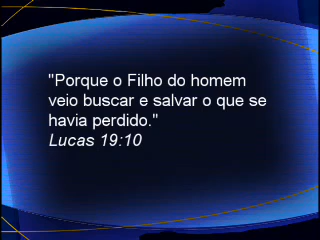 "Porque o Filho do homem
veio buscar e salvar o que se
havia perdido."
Lucas 19:10